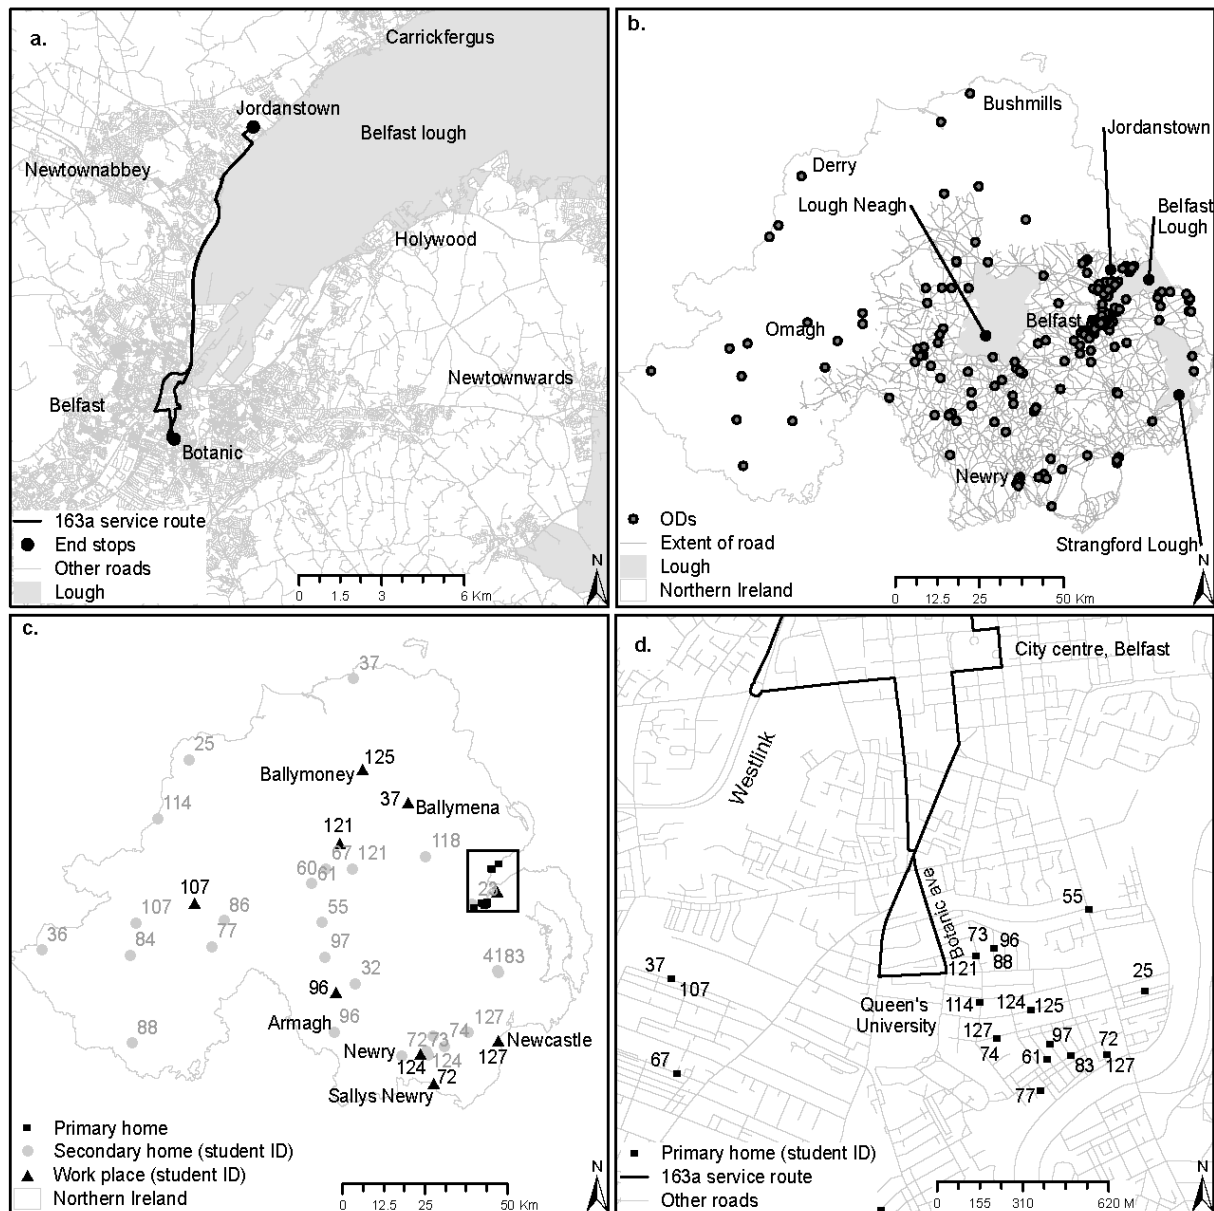 a.
Carrickfergus
Jordanstown
Belfast lough
Newtownabbey
Holywood
Newtownwards
Belfast
Botanic
163a service route
End stops
Other roads
Lough
0 1.5 3 6 Km
N
b.
Bushmills
Jordanstown
Derry
Lough Neagh
Belfast
Lough
Omagh
Belfast
Newry
ODs
Extent of road
Lough
Northern Ireland
Strangford Lough
0 12.5 25 50 Km
N
c.
37
25
125
Ballymoney
37
Ballymena
114
121
67
121
118
60
61
23
107
107
86
55
36
84
77
97
4183
32
96
Armagh
96
127
88
Newry
72
73
74
124
124
127
Newcastle
72
Sallys Newry
Primary home
Secondary home (student ID)
Work place (student ID)
Northern Ireland
0 12.5 25 50 Km
N
d.
City centre, Belfast
Westlink
Botanic ave
55
73
96
121
88
37
107
25
Queen's
University
114
124
125
127
74
97
72
61
83
127
67
77
Primary home (student ID)
163a service route
Other roads
0 155 310 620 M
N